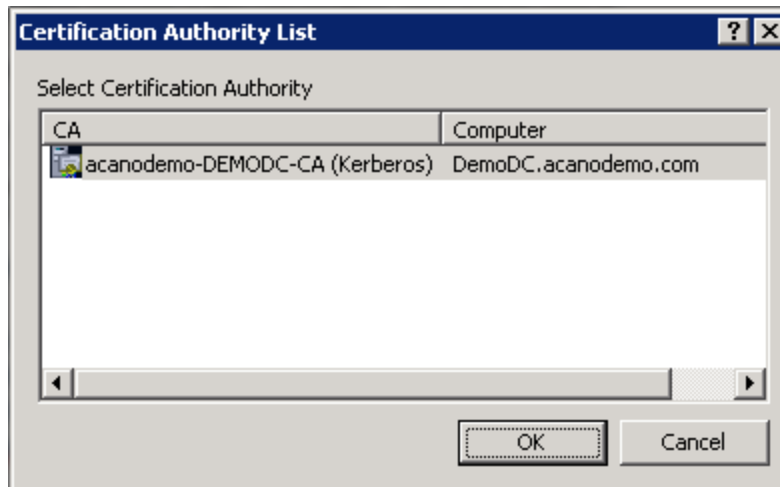 Certification Authority List
Select Certification Authority
CA Computer
acanodemo-DEMODC-CA (Kerberos) DemoDC.acanodemo.com
OK Cancel